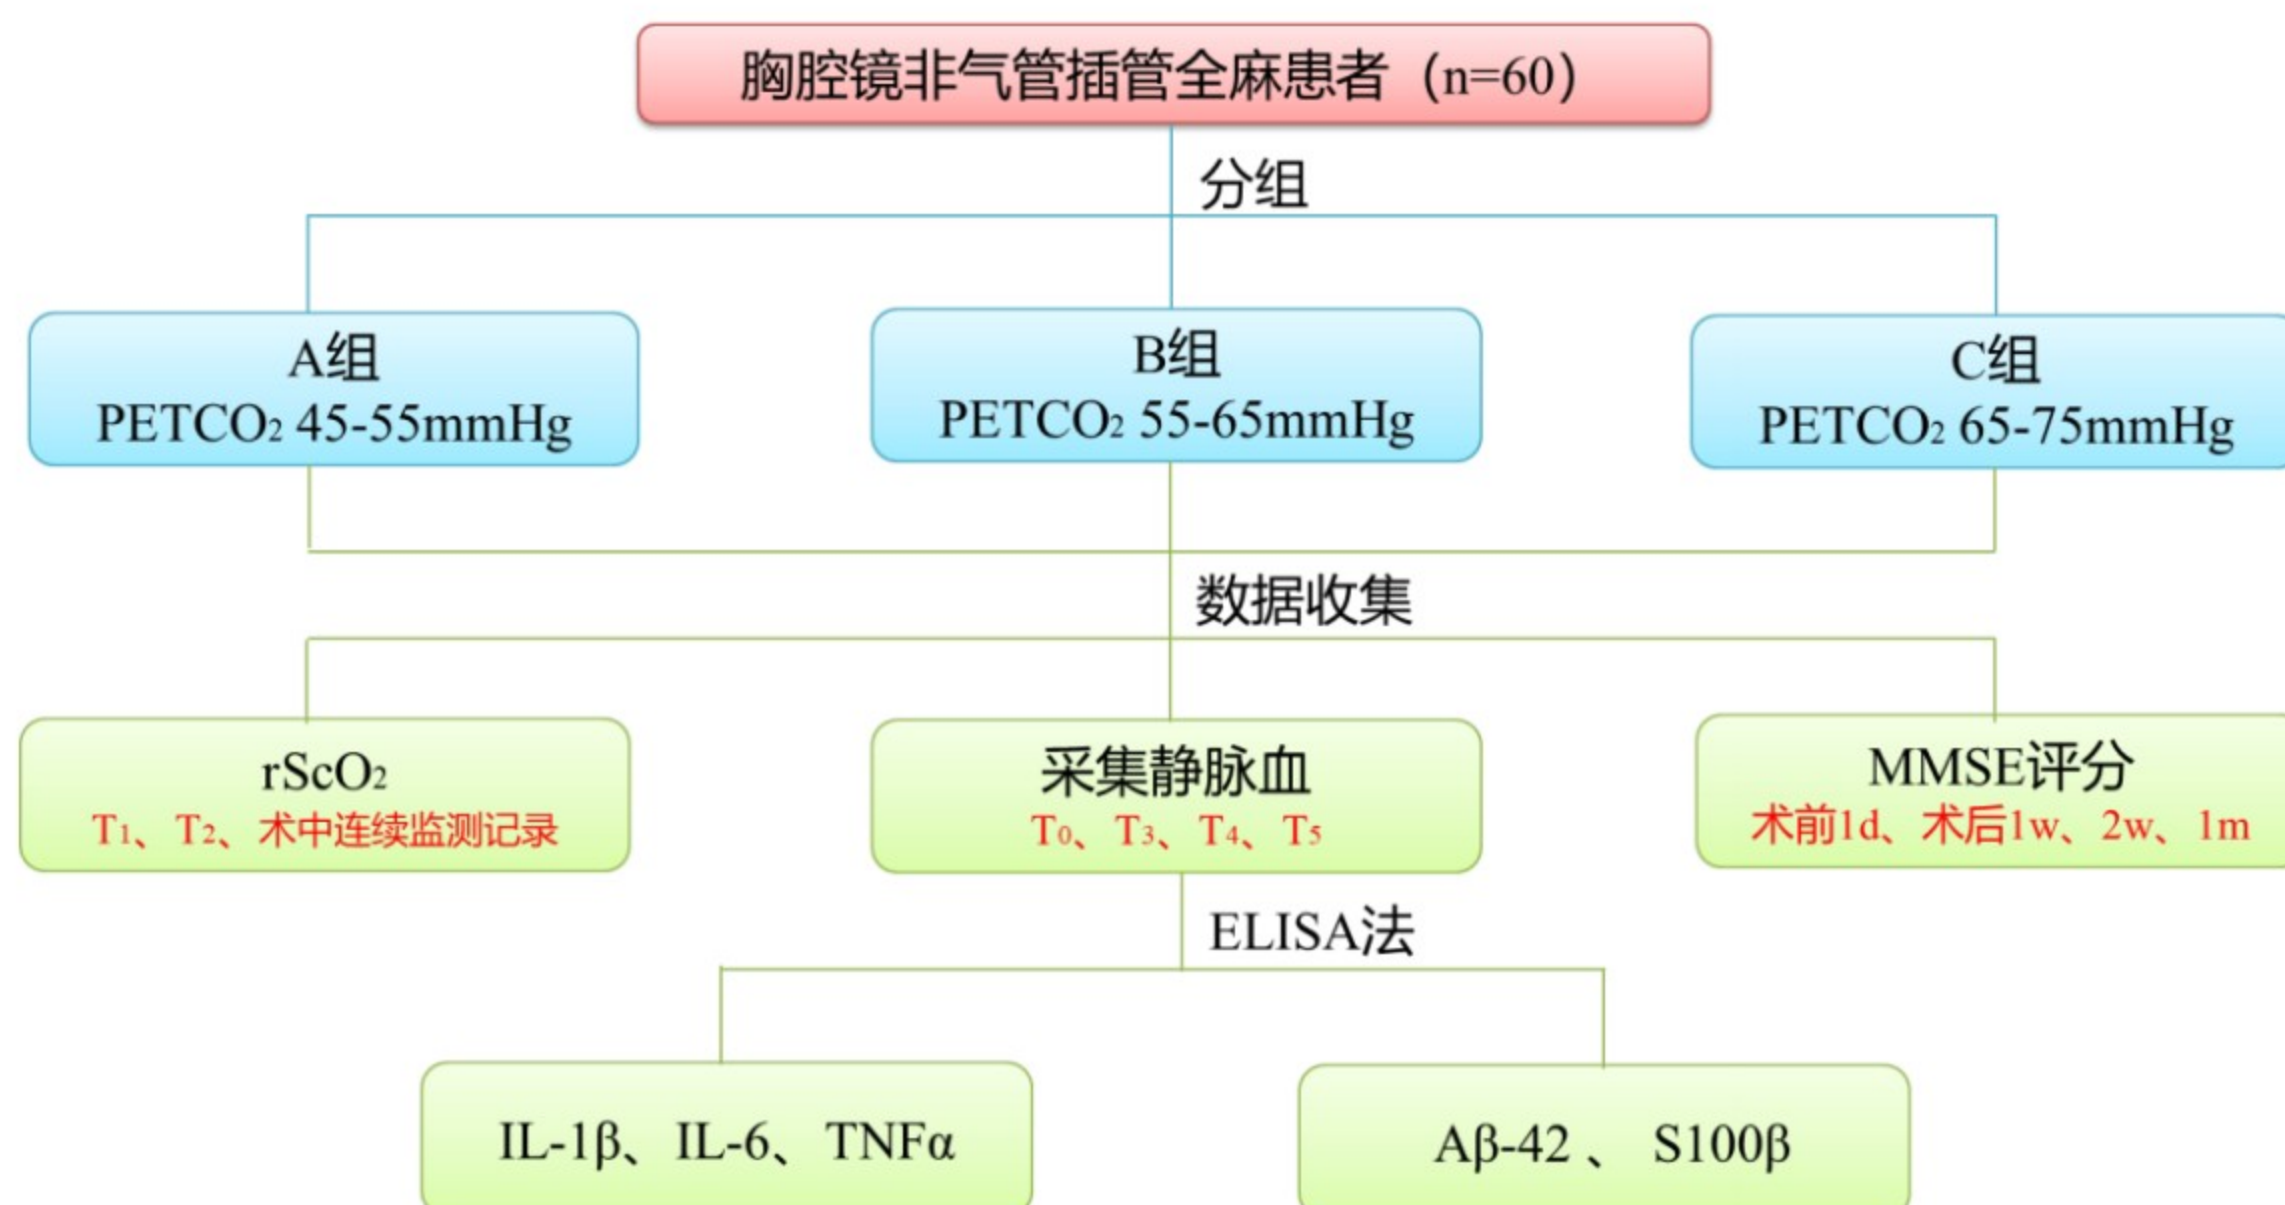 胸腔镜非气管插管全麻患者（n=60）
分组
A组
PETCO₂ 45-55mmHg
B组
PETCO₂ 55-65mmHg
C组
PETCO₂ 65-75mmHg
数据收集
rScO₂
T₁、T₂、术中连续监测记录
采集静脉血
T₀、T₃、T₄、T₅
MMSE评分
术前1d、术后1w、2w、1m
ELISA法
IL-1β、IL-6、TNFα
Aβ-42 、 S100β